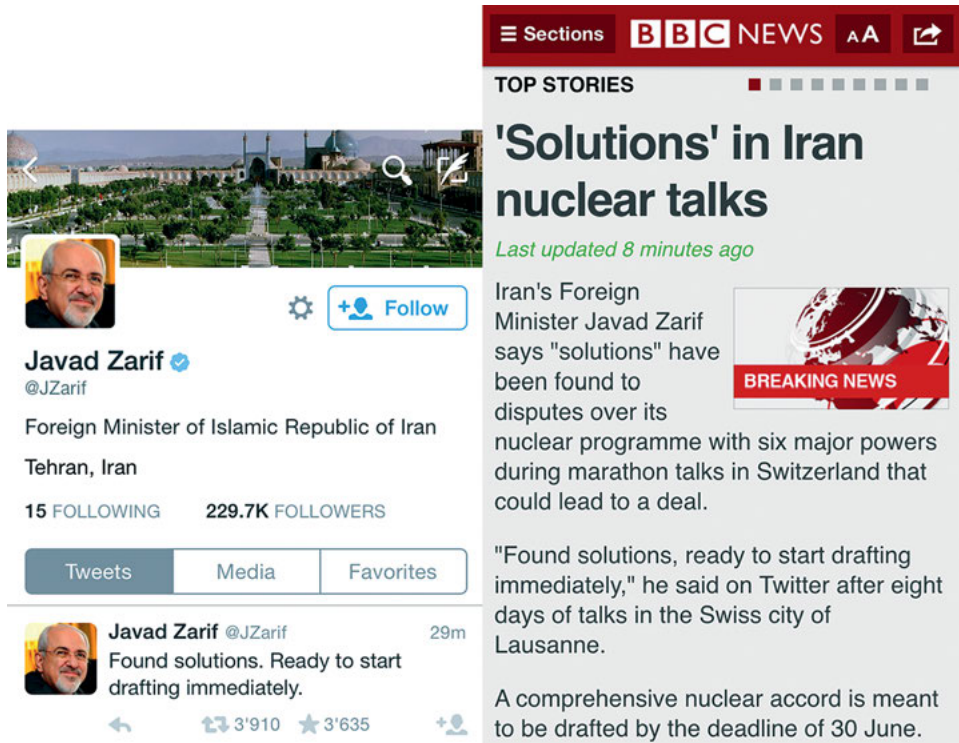 Javad Zarif
@JZarif
Foreign Minister of Islamic Republic of Iran
Tehran, Iran
15 FOLLOWING 229.7K FOLLOWERS
Follow
Tweets Media Favorites
Javad Zarif @JZarif 29m
Found solutions. Ready to start
drafting immediately.
3'910 3'635
Sections BBC NEWS AA
TOP STORIES
'Solutions' in Iran
nuclear talks
Last updated 8 minutes ago
Iran's Foreign
Minister Javad Zarif
says "solutions" have
been found to
disputes over its
BREAKING NEWS
nuclear programme with six major powers
during marathon talks in Switzerland that
could lead to a deal.
"Found solutions, ready to start drafting
immediately," he said on Twitter after eight
days of talks in the Swiss city of
Lausanne.
A comprehensive nuclear accord is meant
to be drafted by the deadline of 30 June.